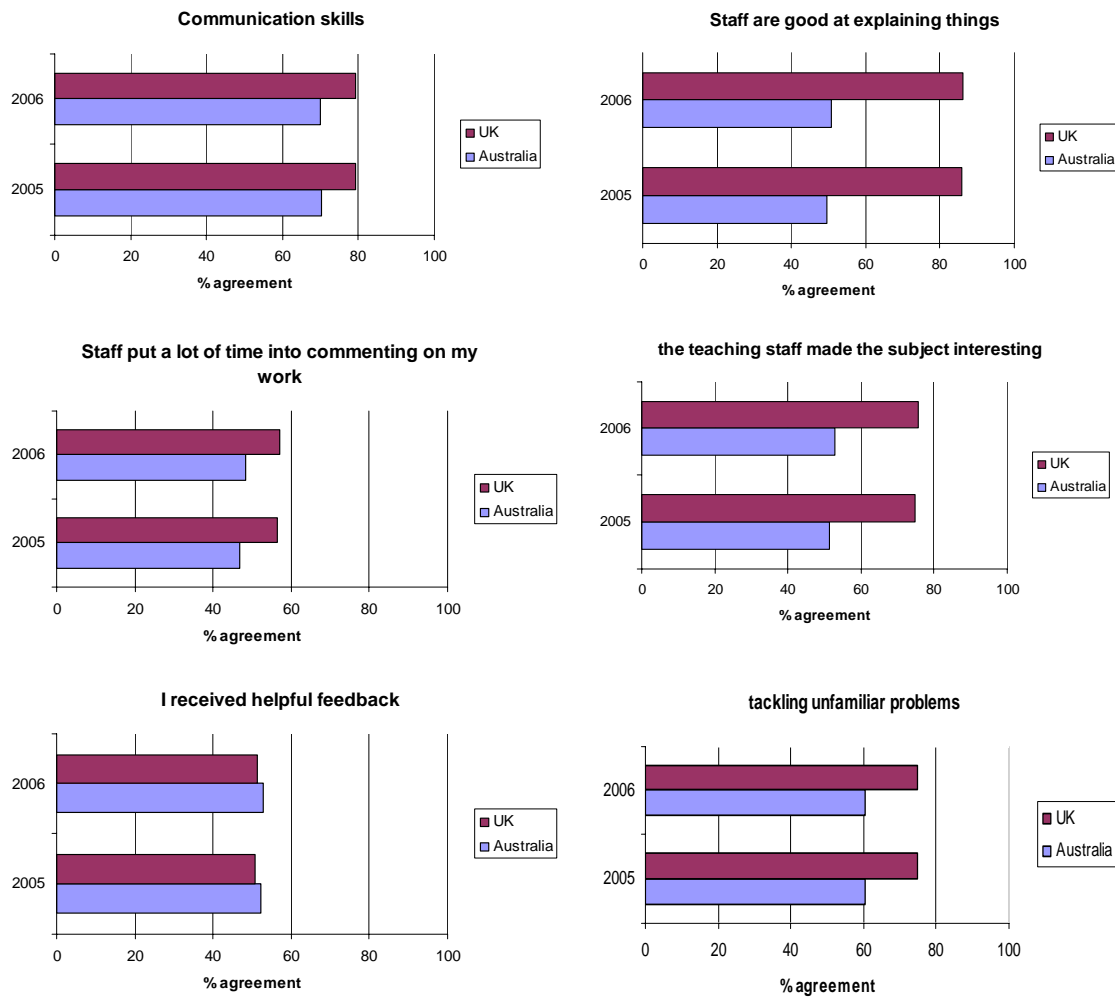 Communication skills
2006
2005
0 20 40 60 80 100
% agreement
UK
Australia
Staff are good at explaining things
2006
2005
0 20 40 60 80 100
% agreement
UK
Australia
Staff put a lot of time into commenting on my
work
2006
2005
0 20 40 60 80 100
% agreement
UK
Australia
the teaching staff made the subject interesting
2006
2005
0 20 40 60 80 100
% agreement
UK
Australia
I received helpful feedback
2006
2005
0 20 40 60 80 100
% agreement
UK
Australia
tackling unfamiliar problems
2006
2005
0 20 40 60 80 100
% agreement
UK
Australia